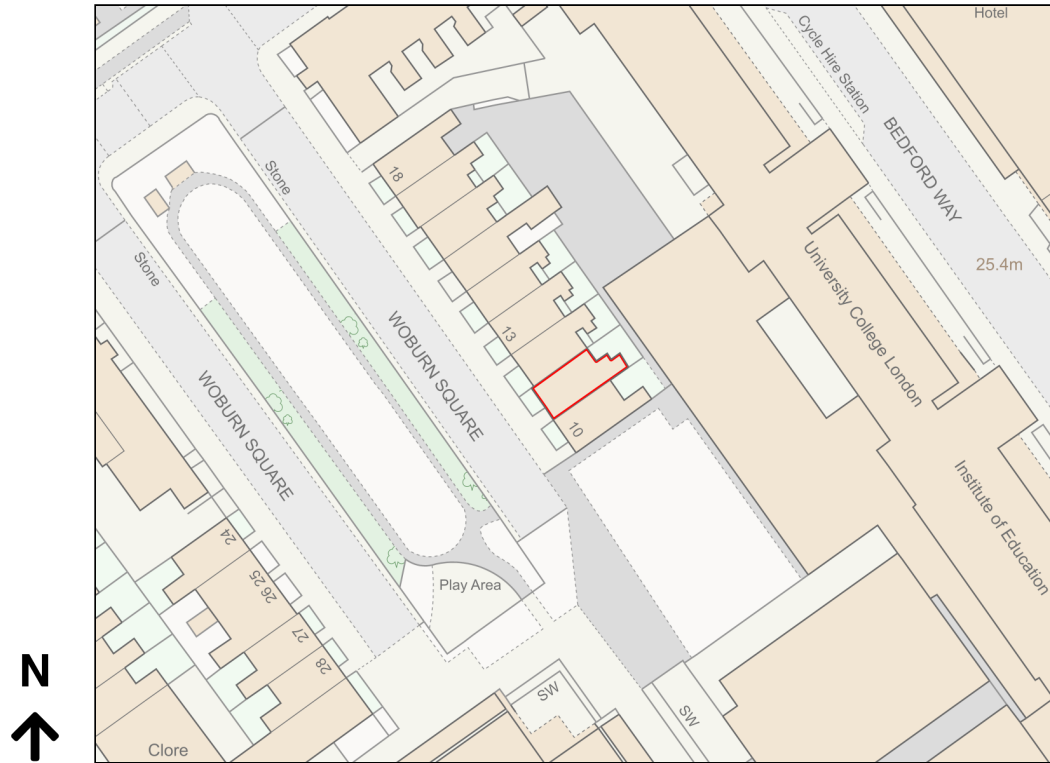 Hotel
Cycle Hire Station
BEDFORD WAY
Stone
18
25.4m
Stone
University College London
13
WOBURN SQUARE
WOBURN SQUARE
10
Institute of Education
24
26 25
Play Area
27
28
N
SW
SW
Clore